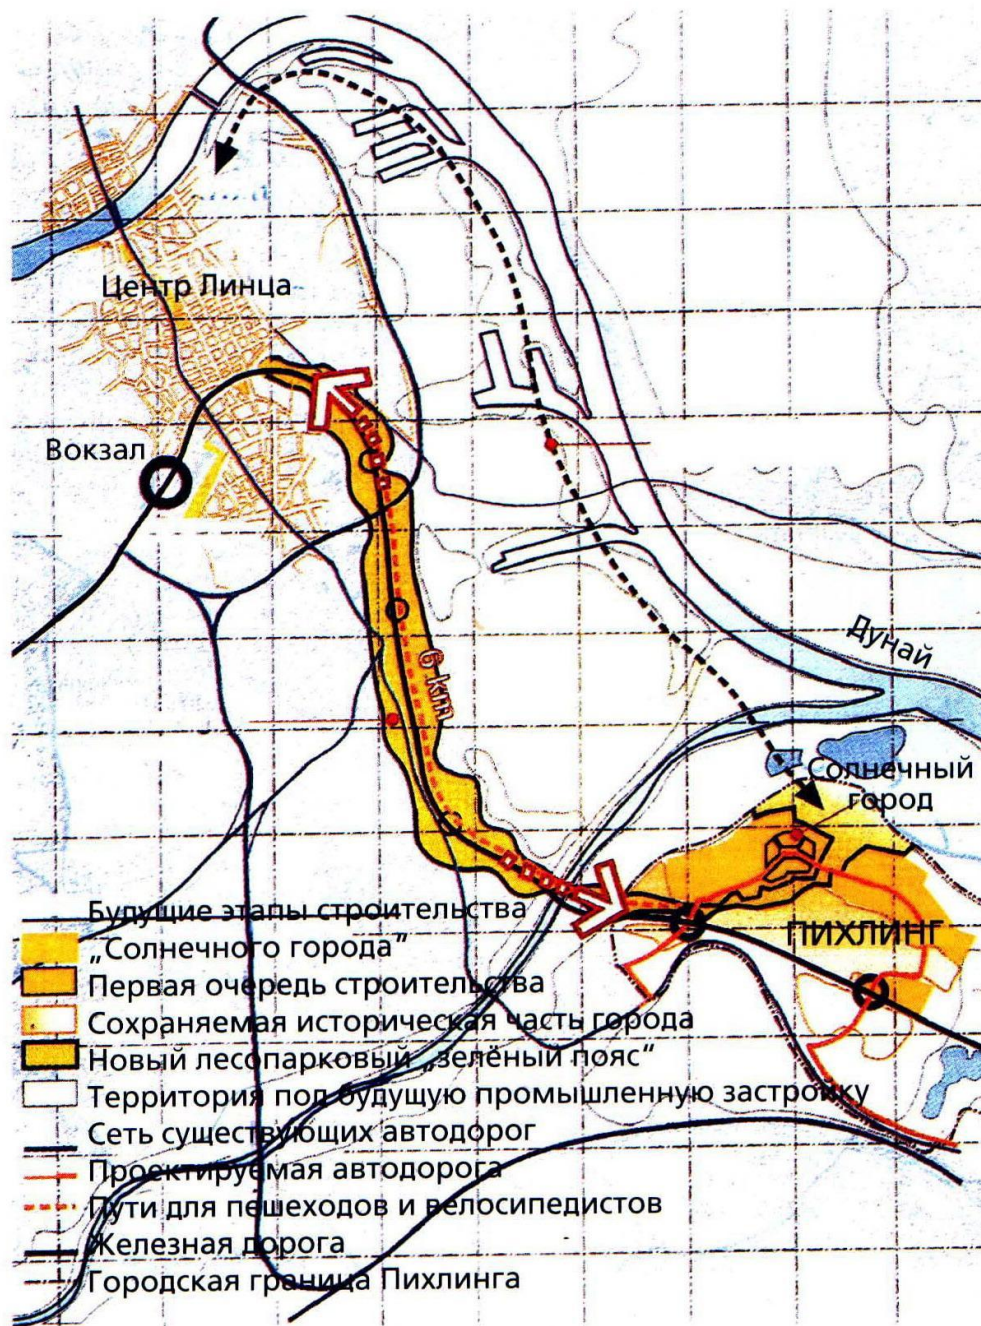 Центр Линца
Вокзал
6 km
Дунай
Солнечный
город
ПИХЛИНГ
Будущие этапы строительства
„Солнечного города“
Первая очередь строительства
Сохраняемая историческая часть города
Новый лесопарковый „зелёный пояс“
Территория под будущую промышленную застройку
Сеть существующих автодорог
Проектируемая автодорога
Пути для пешеходов и велосипедистов
Железная дорога
Городская граница Пихлинга